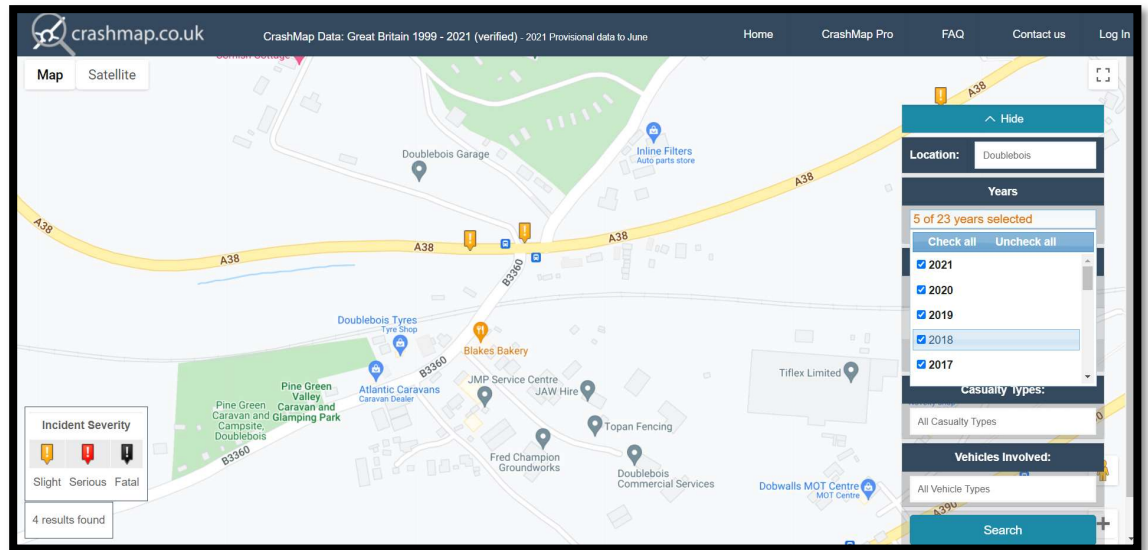 crashmap.co.uk
CrashMap Data: Great Britain 1999 - 2021 (verified) - 2021 Provisional data to June
Home
CrashMap Pro
FAQ
Contact us
Log In
Map
Satellite
Cornish Cottage
A38
Hide
Location:
Doublebois
Years
5 of 23 years selected
Check all
Uncheck all
2021
2020
2019
2018
2017
Casualty Types:
All Casualty Types
Vehicles Involved:
All Vehicle Types
Search
Doublebois Garage
Inline Filters
Auto parts store
A38
A38
A38
A38
A38
B3360
Doublebois Tyres
Tyre Shop
Blakes Bakery
B3360
Atlantic Caravans
Caravan Dealer
JMP Service Centre
JAW Hire
Tiflex Limited
Pine Green
Valley
Caravan and
Glamping Park
Pine Green
Caravan and
Campsite,
Doublebois
Topan Fencing
B3360
Fred Champion
Groundworks
Doublebois
Commercial Services
Dobwalls MOT Centre
MOT Centre
A390
Incident Severity
Slight
Serious
Fatal
4 results found